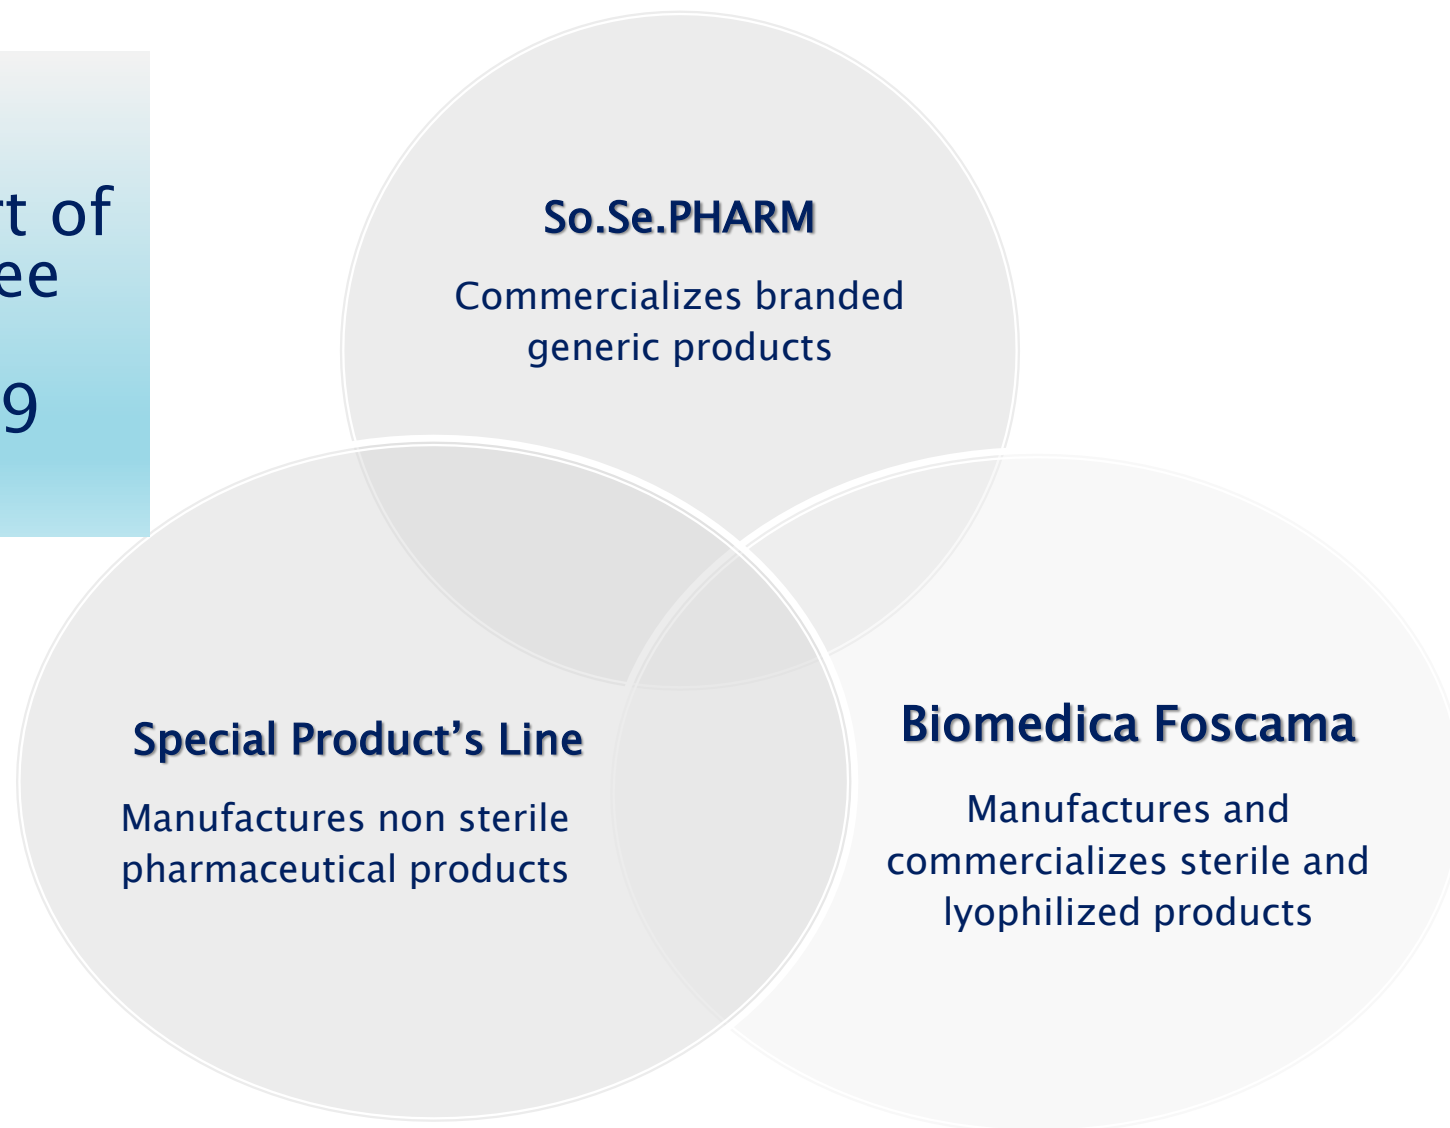 rt of
ee
9
So.Se.PHARM
Commercializes branded
generic products
Special Product’s Line
Manufactures non sterile
pharmaceutical products
Biomedica Foscama
Manufactures and
commercializes sterile and
lyophilized products